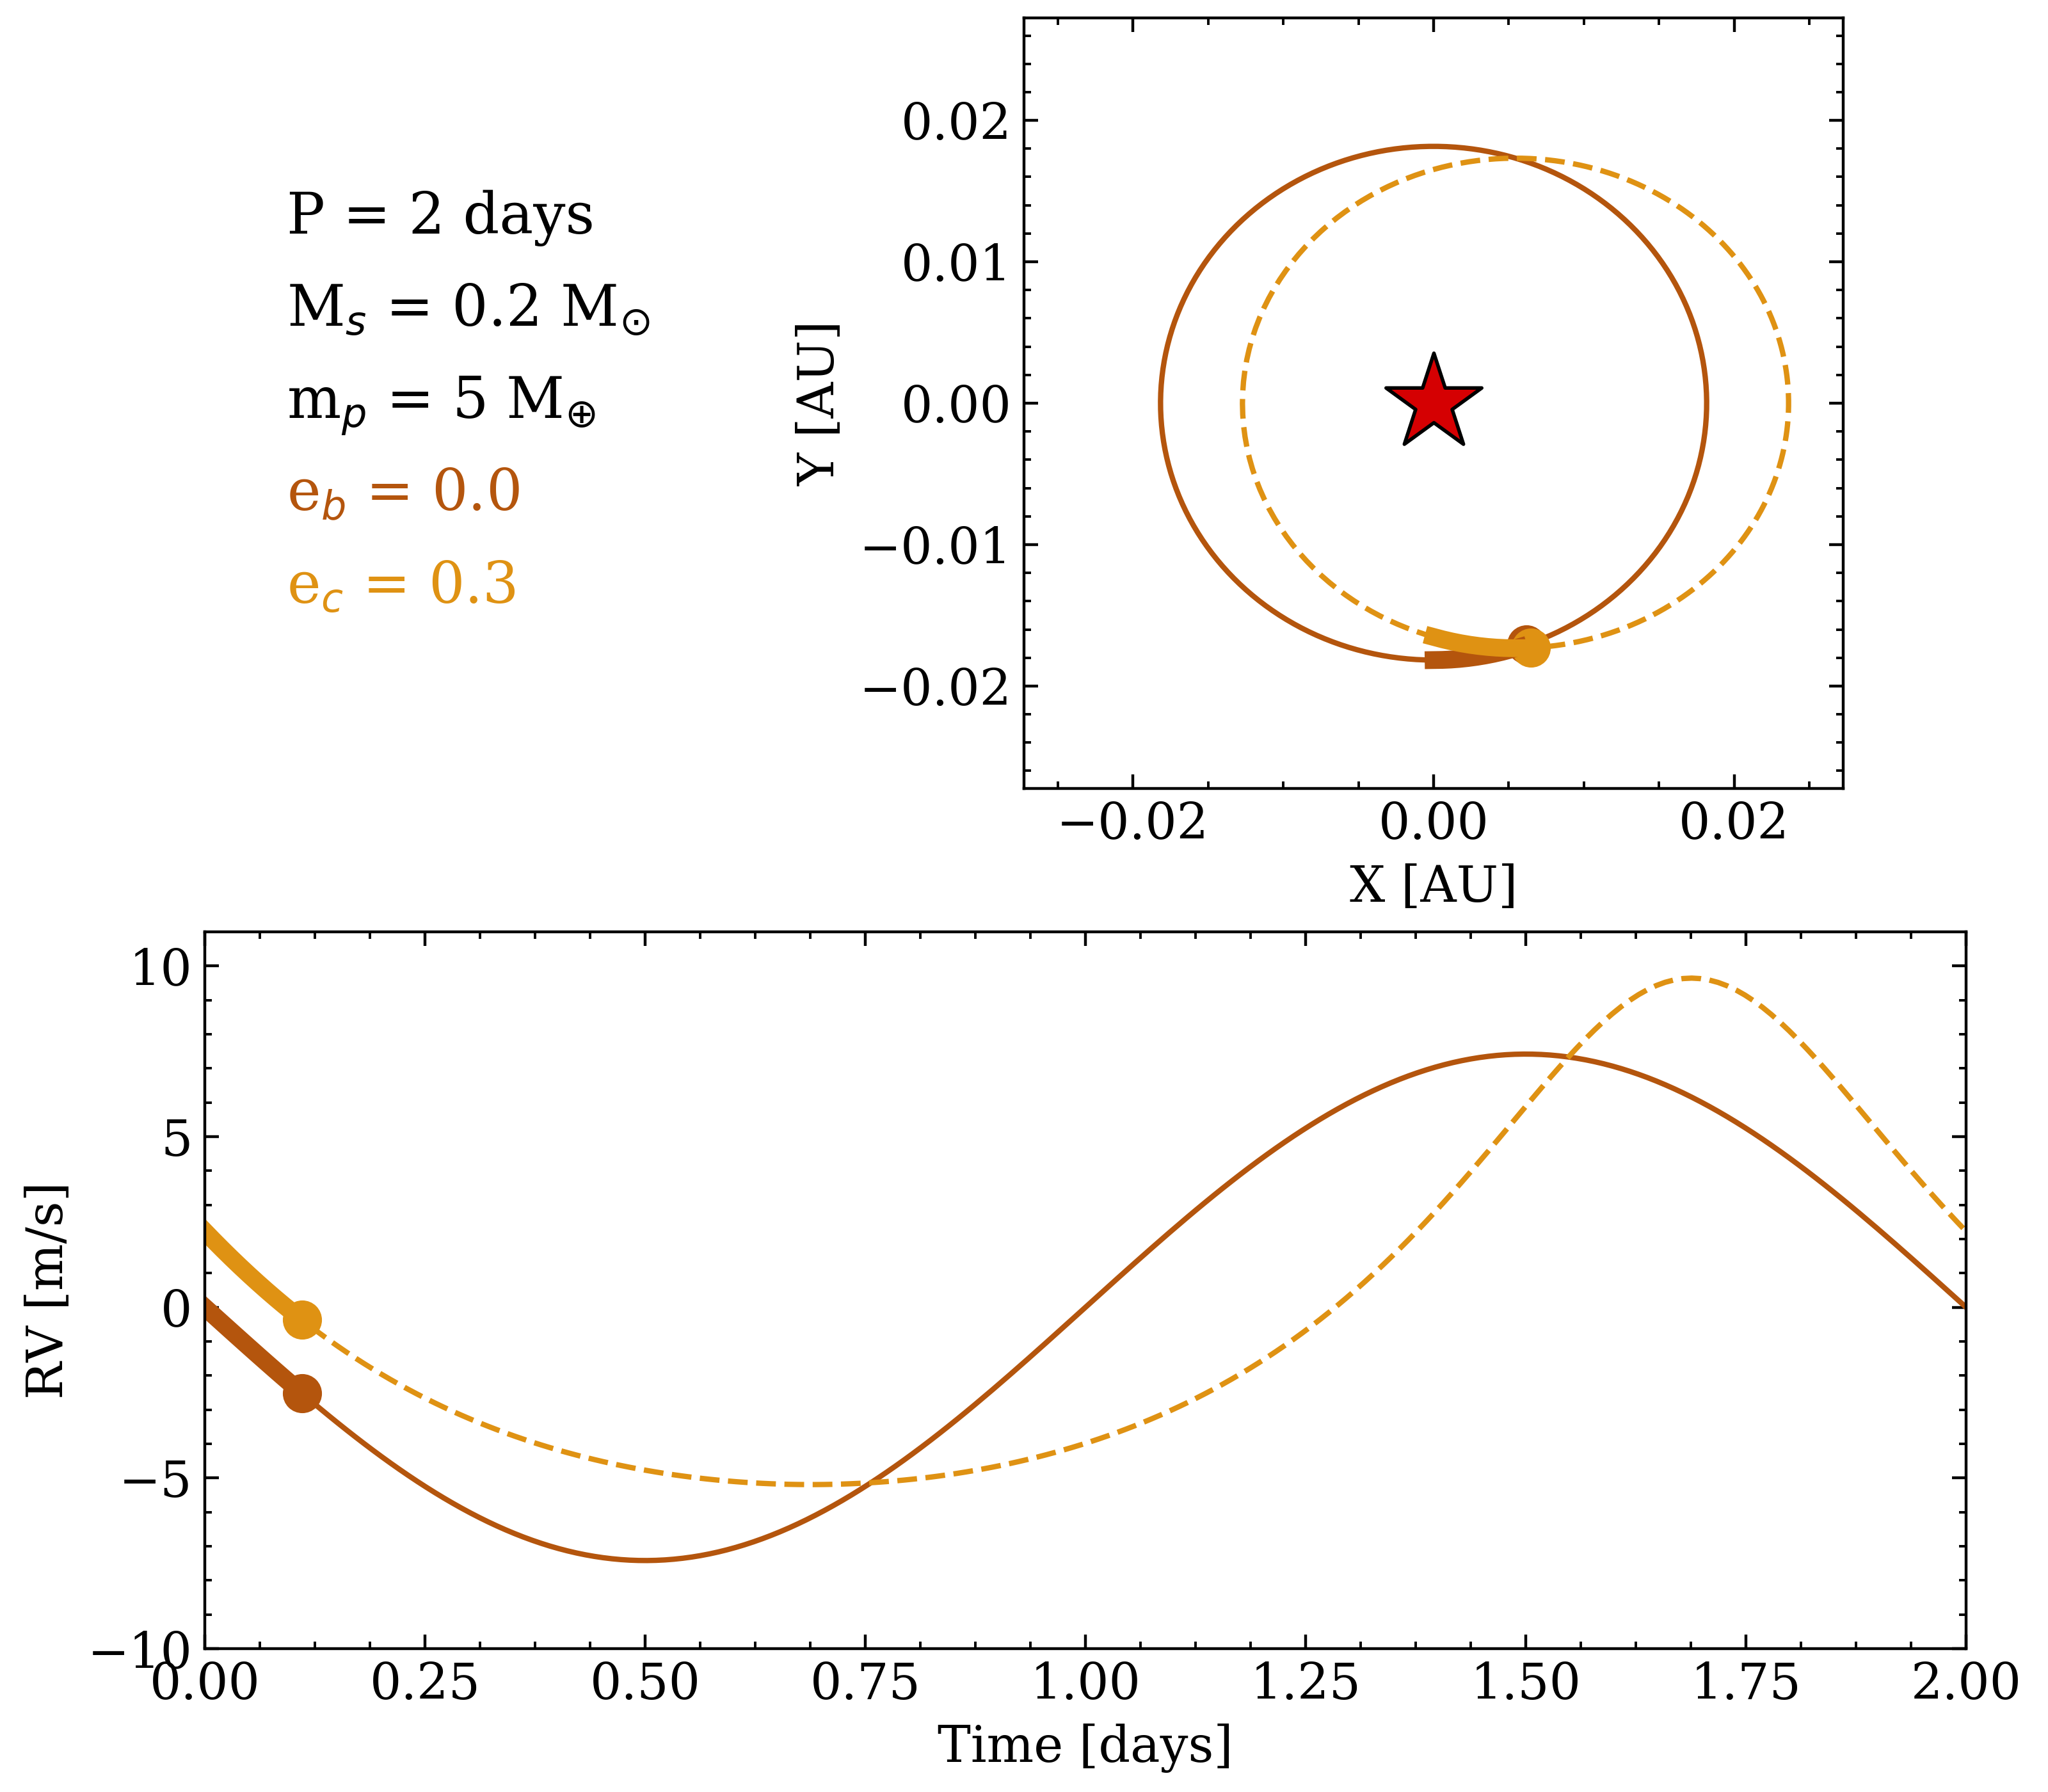 P = 2 days
M_s = 0.2 M_☉
m_p = 5 M_⊕
e_b = 0.0
e_c = 0.3
Y [AU]
0.02
0.01
0.00
−0.01
−0.02
−0.02 0.00 0.02
X [AU]
RV [m/s]
10
5
0
−5
−10
0.00 0.25 0.50 0.75 1.00 1.25 1.50 1.75 2.00
Time [days]